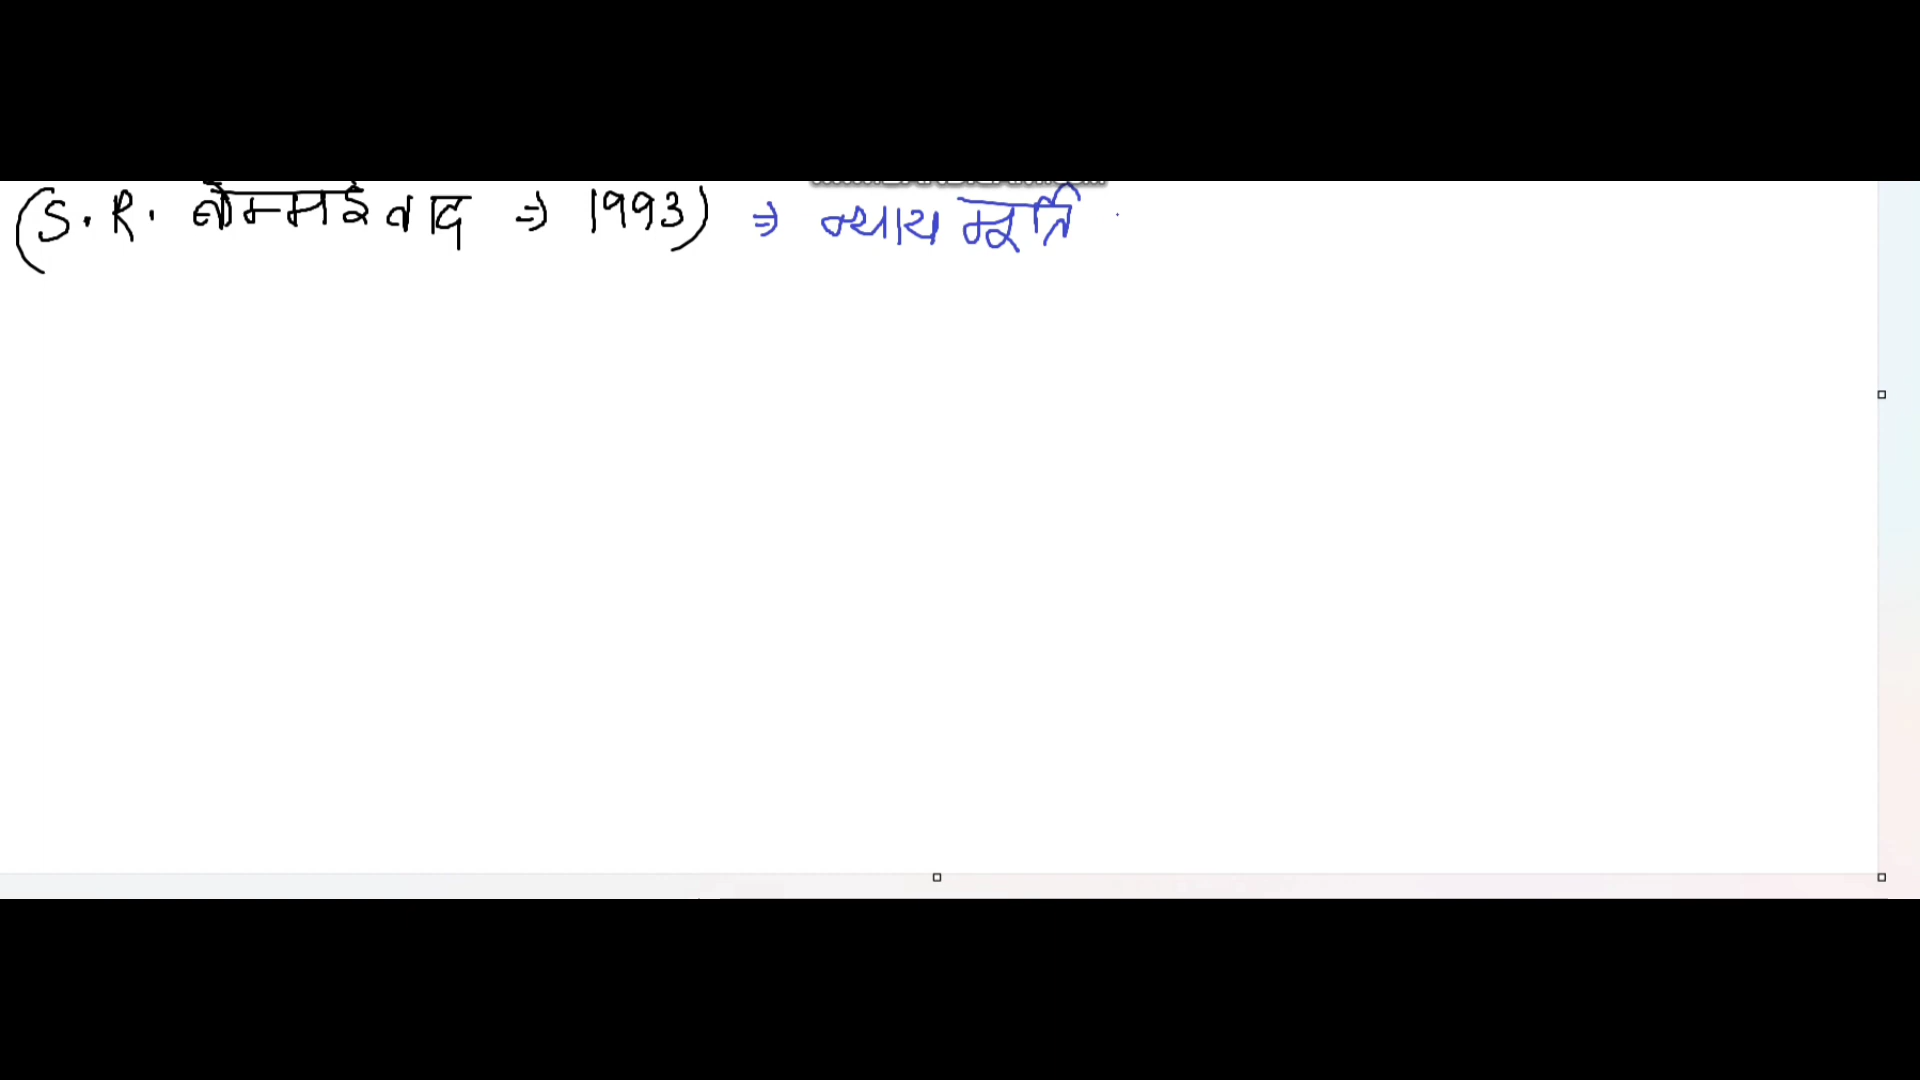 (S. R. बोम्मई वाद ⇒ 1993) ⇒ न्याय मूर्ति